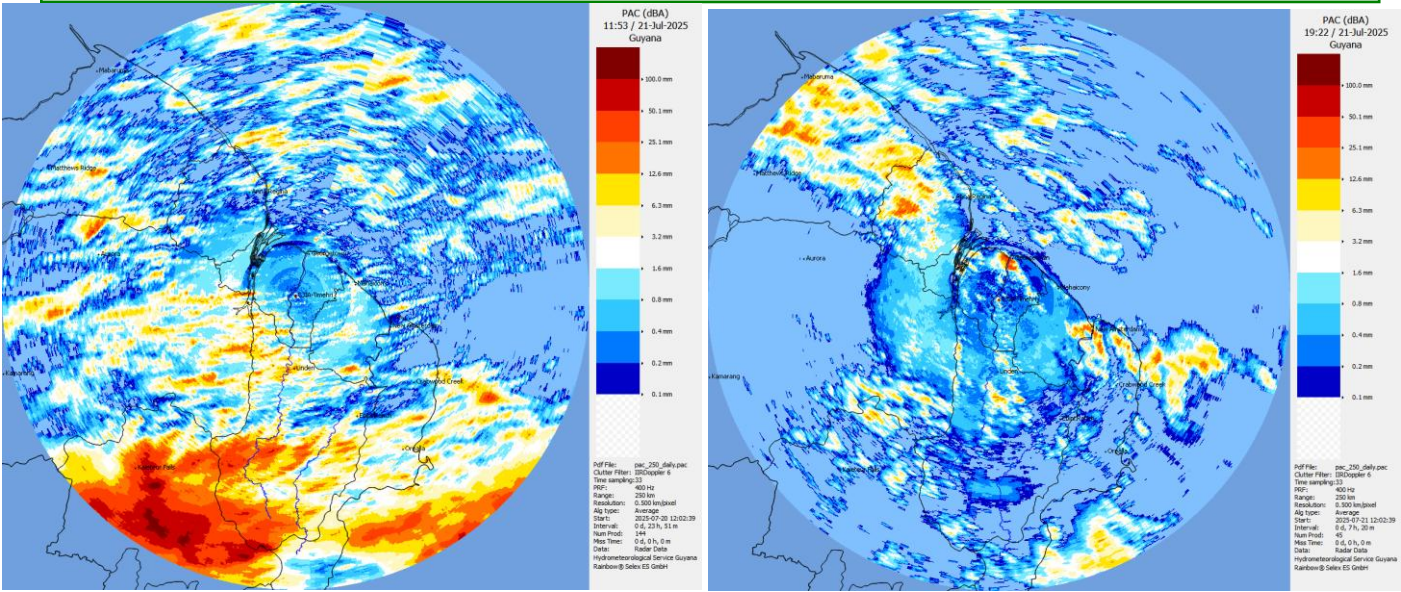 PAC (dBA)
11:53 / 21-Jul-2025
Guyana
100.0 mm
50.1 mm
25.1 mm
12.6 mm
6.3 mm
3.2 mm
1.6 mm
0.8 mm
0.4 mm
0.2 mm
0.1 mm
Pdf File: pac_250_daily.pac
Clutter Filter: IIRDoppler 6
Time sampling:33
PRF: 400 Hz
Range: 250 km
Resolution: 0.500 km/pixel
Alg type: Average
Start: 2025-07-20 12:02:39
Interval: 0 d, 23 h, 51 m
Num Prod: 144
Miss Time: 0 d, 0 h, 0 m
Data: Radar Data
Hydrometeorological Service Guyana
Rainbow® Selex ES GmbH
Mabaruma
Matthews Ridge
Kamarang
Linden
Crabwood Creek
Orealla
Kaieteur Falls
PAC (dBA)
19:22 / 21-Jul-2025
Guyana
100.0 mm
50.1 mm
25.1 mm
12.6 mm
6.3 mm
3.2 mm
1.6 mm
0.8 mm
0.4 mm
0.2 mm
0.1 mm
Pdf File: pac_250_daily.pac
Clutter Filter: IIRDoppler 6
Time sampling:33
PRF: 400 Hz
Range: 250 km
Resolution: 0.500 km/pixel
Alg type: Average
Start: 2025-07-21 12:02:39
Interval: 0 d, 7 h, 20 m
Num Prod: 45
Miss Time: 0 d, 0 h, 0 m
Data: Radar Data
Hydrometeorological Service Guyana
Rainbow® Selex ES GmbH
Mabaruma
Matthews Ridge
Aurora
Mahaicony
Kamarang
Linden
Crabwood Creek
Kaieteur Falls